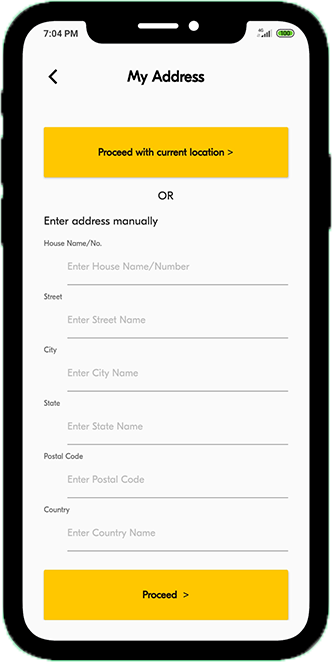 7:04 PM
4G
100
My Address
Proceed with current location >
OR
Enter address manually
House Name/No.
Enter House Name/Number
Street
Enter Street Name
City
Enter City Name
State
Enter State Name
Postal Code
Enter Postal Code
Country
Enter Country Name
Proceed >